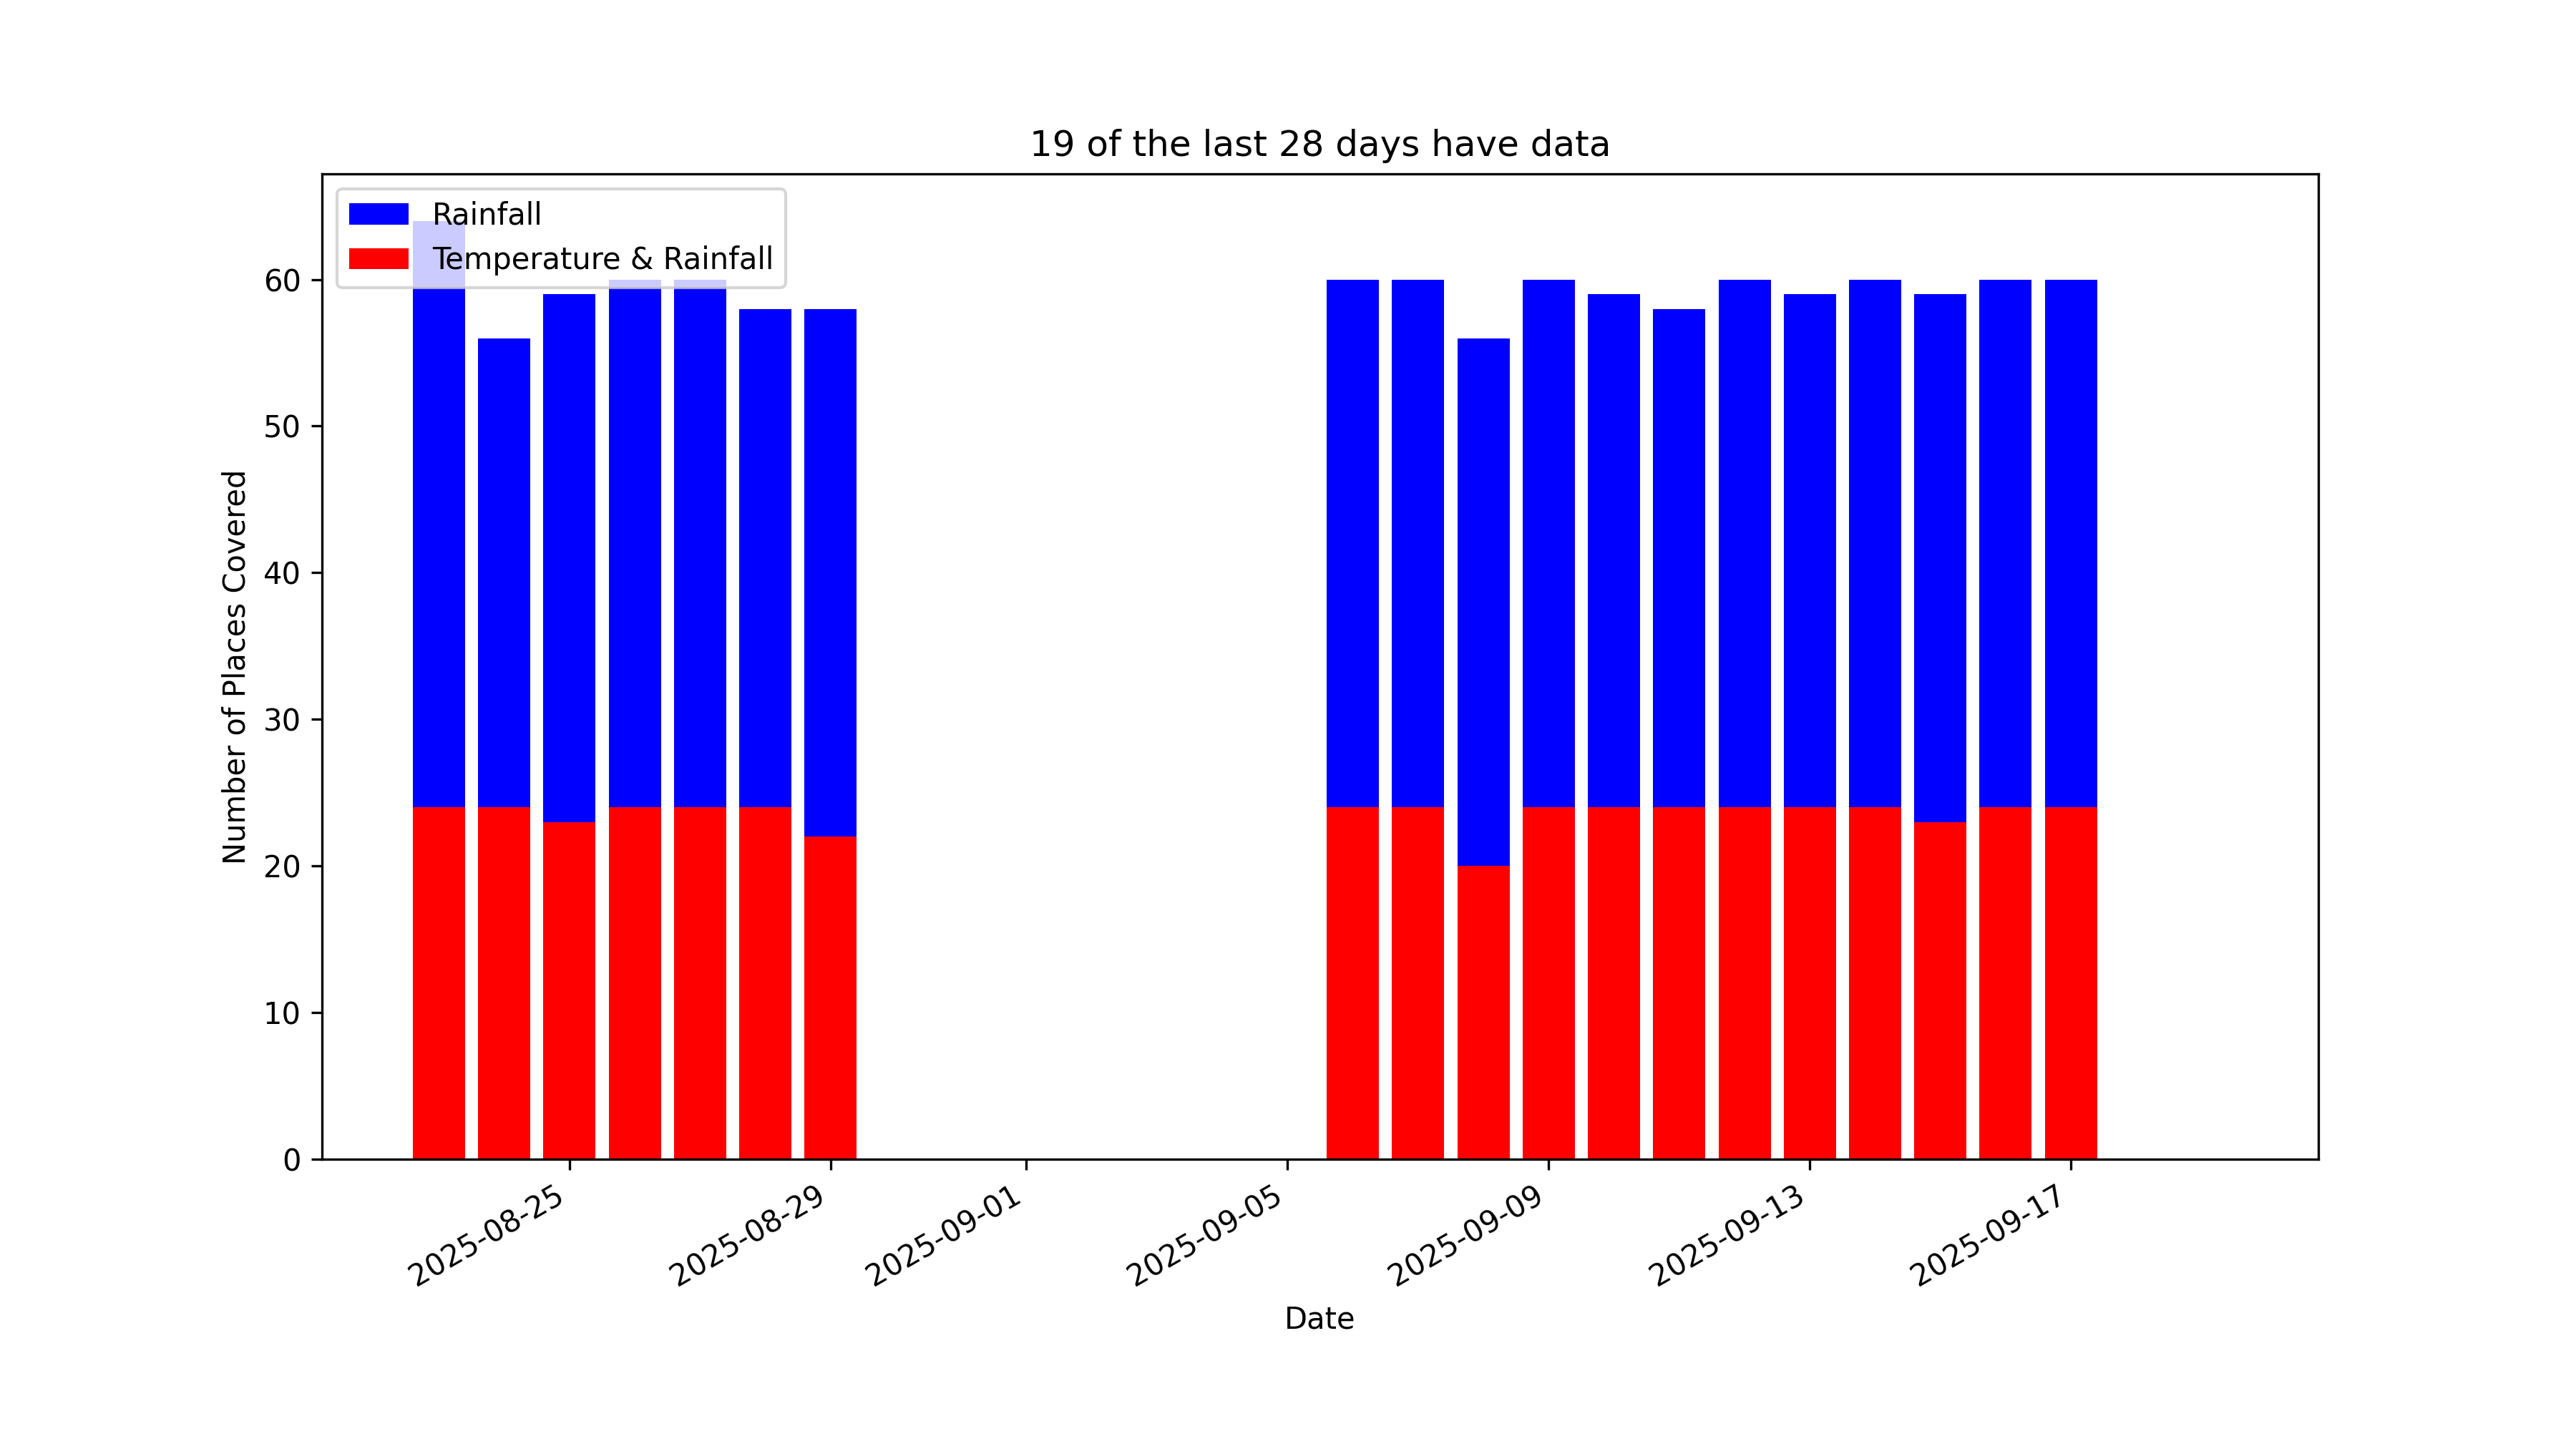 19 of the last 28 days have data
Rainfall
Temperature & Rainfall
Number of Places Covered
60
50
40
30
20
10
0
2025-08-25
2025-08-29
2025-09-01
2025-09-05
2025-09-09
2025-09-13
2025-09-17
Date